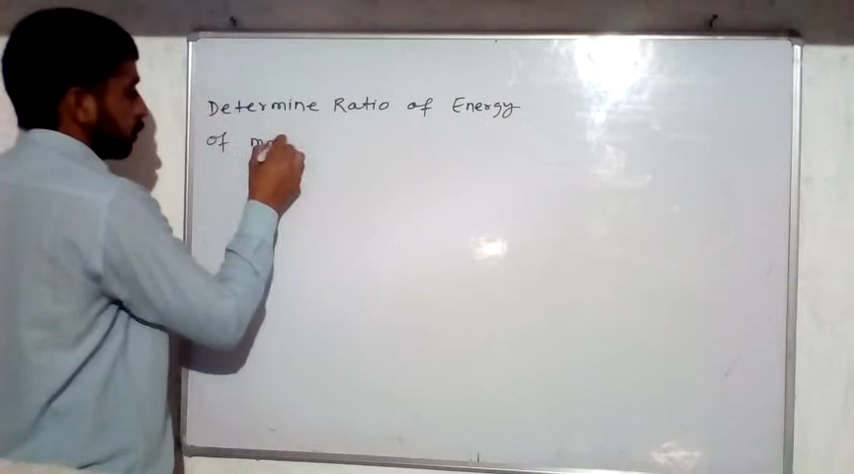 Determine Ratio of Energy
of